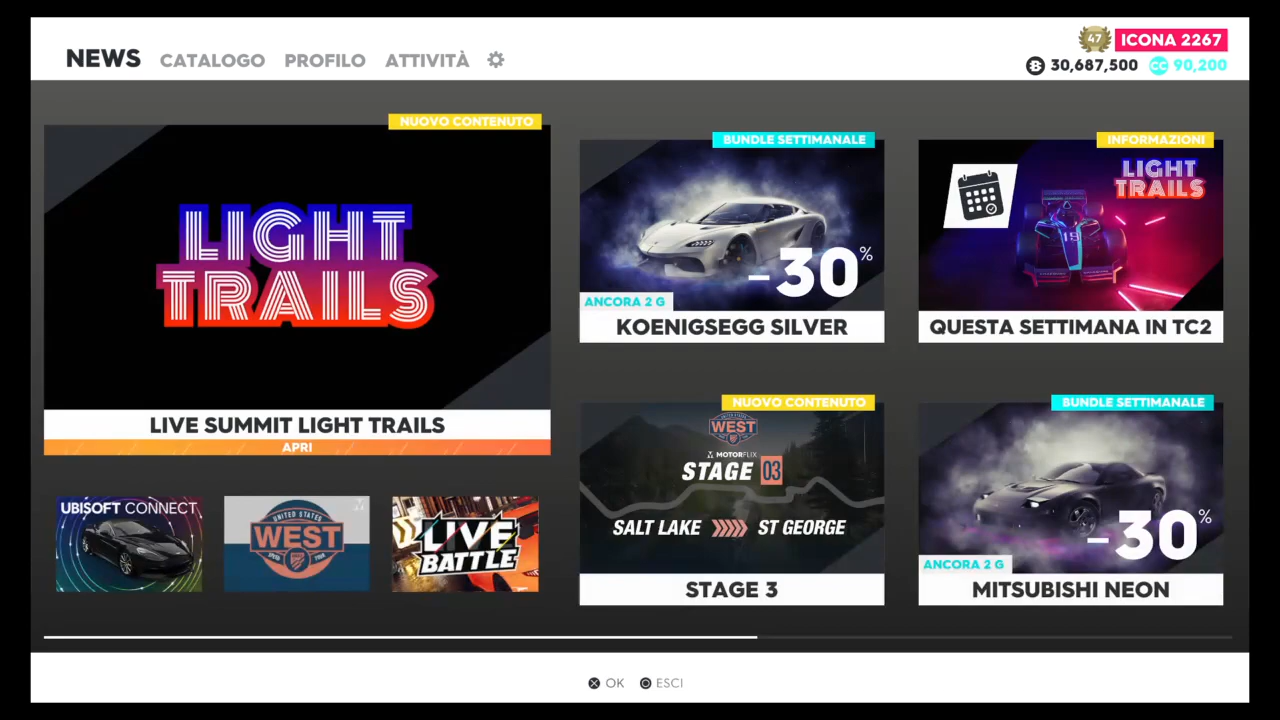 NEWS CATALOGO PROFILO ATTIVITÀ
47 ICONA 2267
30,687,500 CC 90,200
NUOVO CONTENUTO
LIGHT
TRAILS
LIVE SUMMIT LIGHT TRAILS
APRI
BUNDLE SETTIMANALE
-30%
ANCORA 2 G
KOENIGSEGG SILVER
INFORMAZIONI
LIGHT
TRAILS
19
QUESTA SETTIMANA IN TC2
UBISOFT CONNECT
UNITED STATES
WEST
LIVE
BATTLE
NUOVO CONTENUTO
UNITED STATES
WEST
MOTORFLIX
STAGE 03
SALT LAKE ST GEORGE
STAGE 3
BUNDLE SETTIMANALE
-30%
ANCORA 2 G
MITSUBISHI NEON
OK ESCI